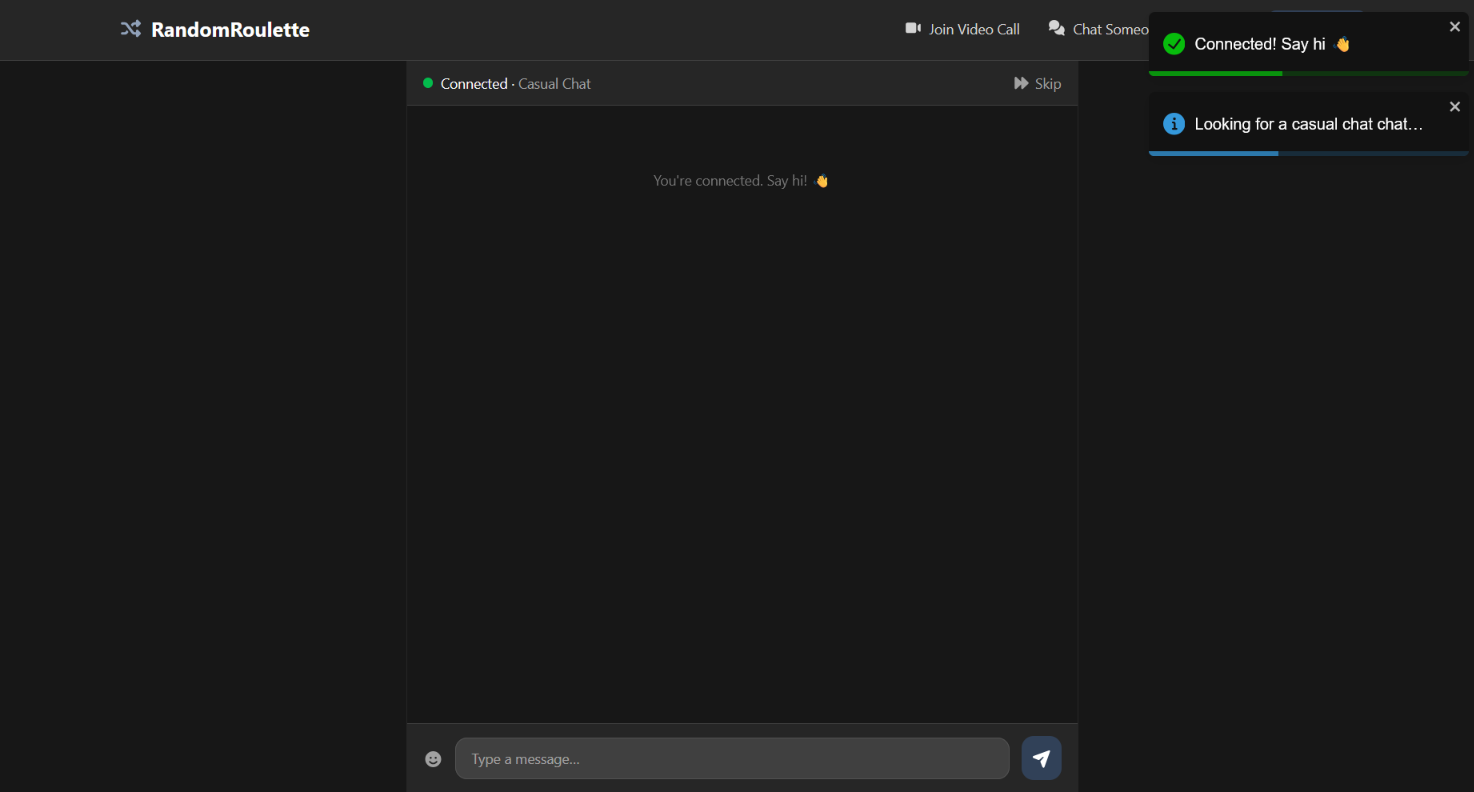 RandomRoulette
Join Video Call
Chat Someo
Connected! Say hi 👋
Connected · Casual Chat
Skip
Looking for a casual chat chat…
You're connected. Say hi! 👋
Type a message...